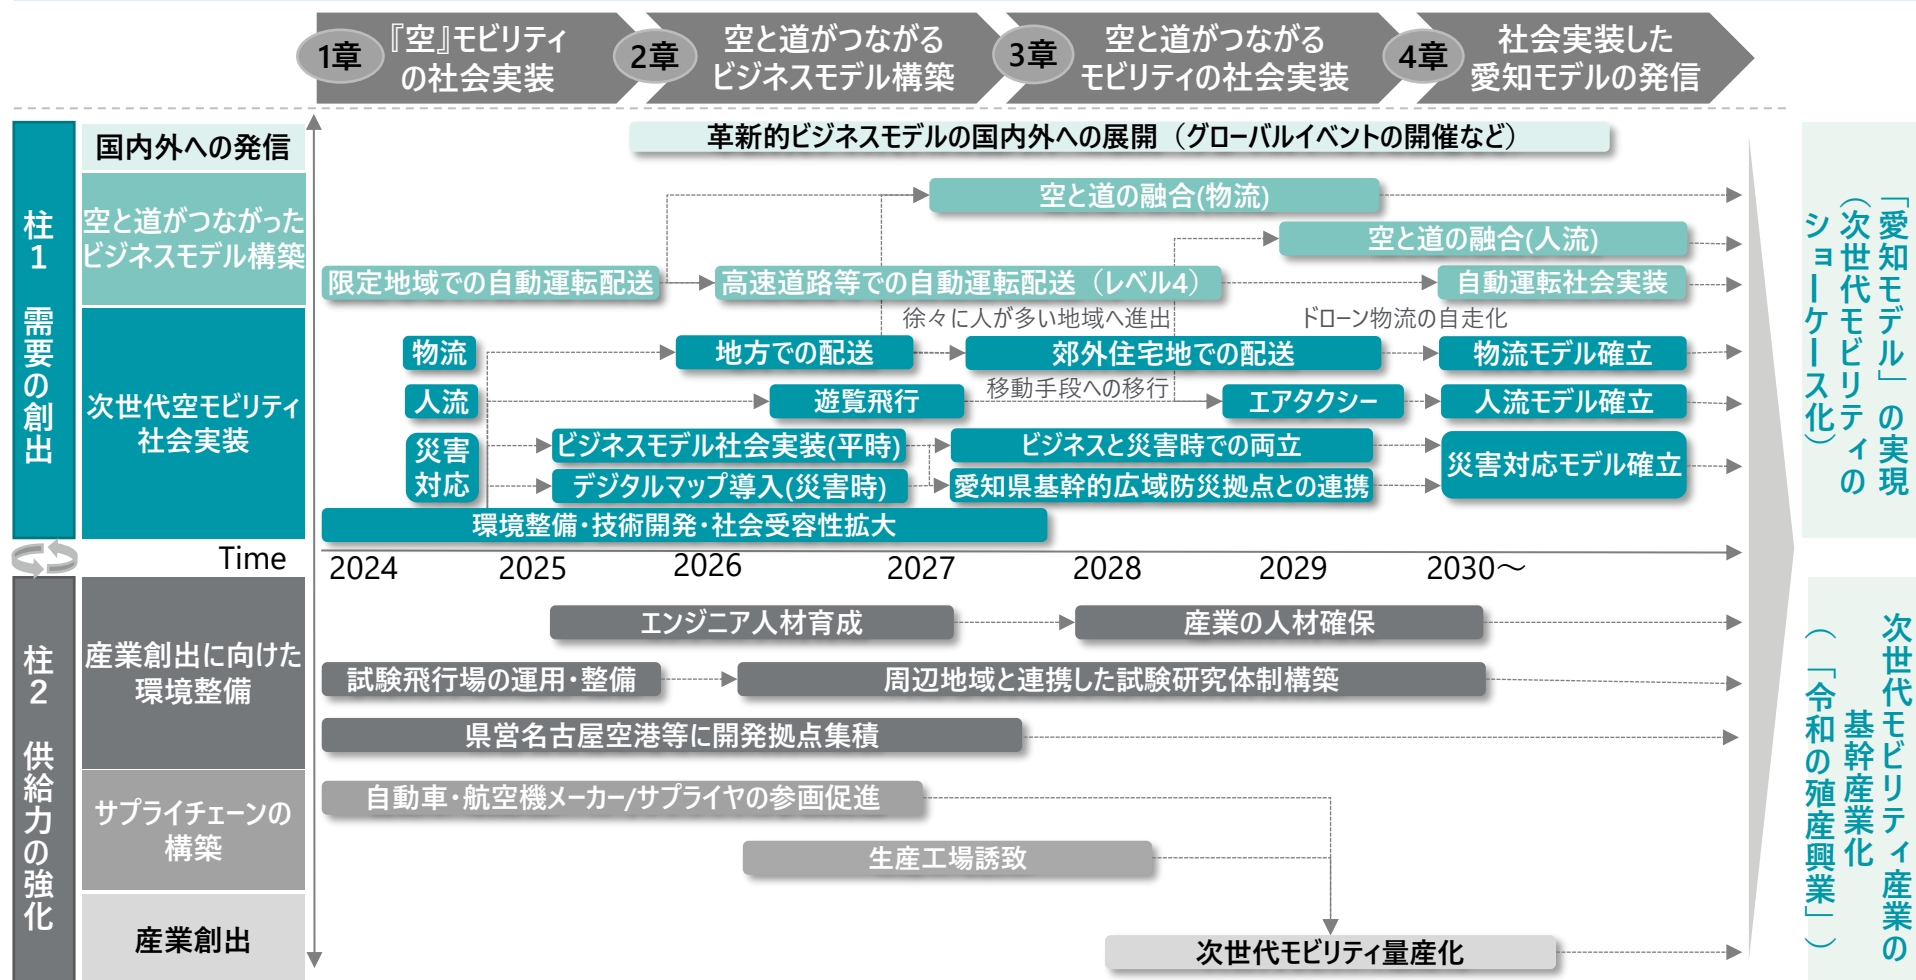 1章
『空』モビリティ
の社会実装
2章
空と道がつながる
ビジネスモデル構築
3章
空と道がつながる
モビリティの社会実装
4章
社会実装した
愛知モデルの発信
柱1 需要の創出
国内外への発信
革新的ビジネスモデルの国内外への展開（グローバルイベントの開催など）
空と道がつながった
ビジネスモデル構築
空と道の融合(物流)
空と道の融合(人流)
限定地域での自動運転配送
高速道路等での自動運転配送（レベル4）
自動運転社会実装
次世代空モビリティ
社会実装
徐々に人が多い地域へ進出
ドローン物流の自走化
物流
地方での配送
郊外住宅地での配送
物流モデル確立
移動手段への移行
人流
遊覧飛行
エアタクシー
人流モデル確立
災害
対応
ビジネスモデル社会実装(平時)
ビジネスと災害時での両立
デジタルマップ導入(災害時)
愛知県基幹的広域防災拠点との連携
災害対応モデル確立
環境整備・技術開発・社会受容性拡大
「愛知モデル」の実現
（次世代モビリティの
ショーケース化）
Time
2024
2025
2026
2027
2028
2029
2030～
柱2 供給力の強化
産業創出に向けた
環境整備
エンジニア人材育成
産業の人材確保
試験飛行場の運用・整備
周辺地域と連携した試験研究体制構築
県営名古屋空港等に開発拠点集積
サプライチェーンの
構築
自動車・航空機メーカー/サプライヤの参画促進
生産工場誘致
産業創出
次世代モビリティ量産化
次世代モビリティ産業の
基幹産業化
（「令和の殖産興業」）